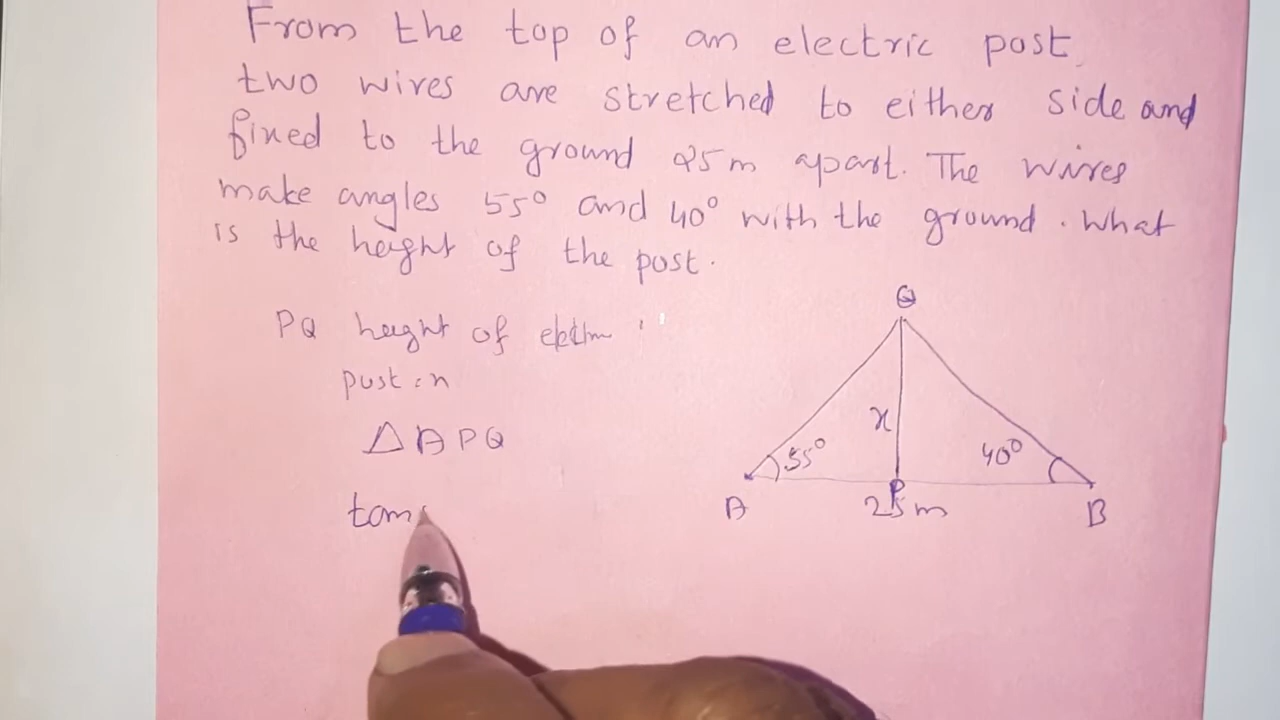 From the top of an electric post
two wires are stretched to either side and
fixed to the ground 25m apart. The wires
make angles 55° and 40° with the ground. What
is the height of the post.
Q
PQ height of
post = x
x
△ A P Q
55°
40°
A
P
25m
B
tan